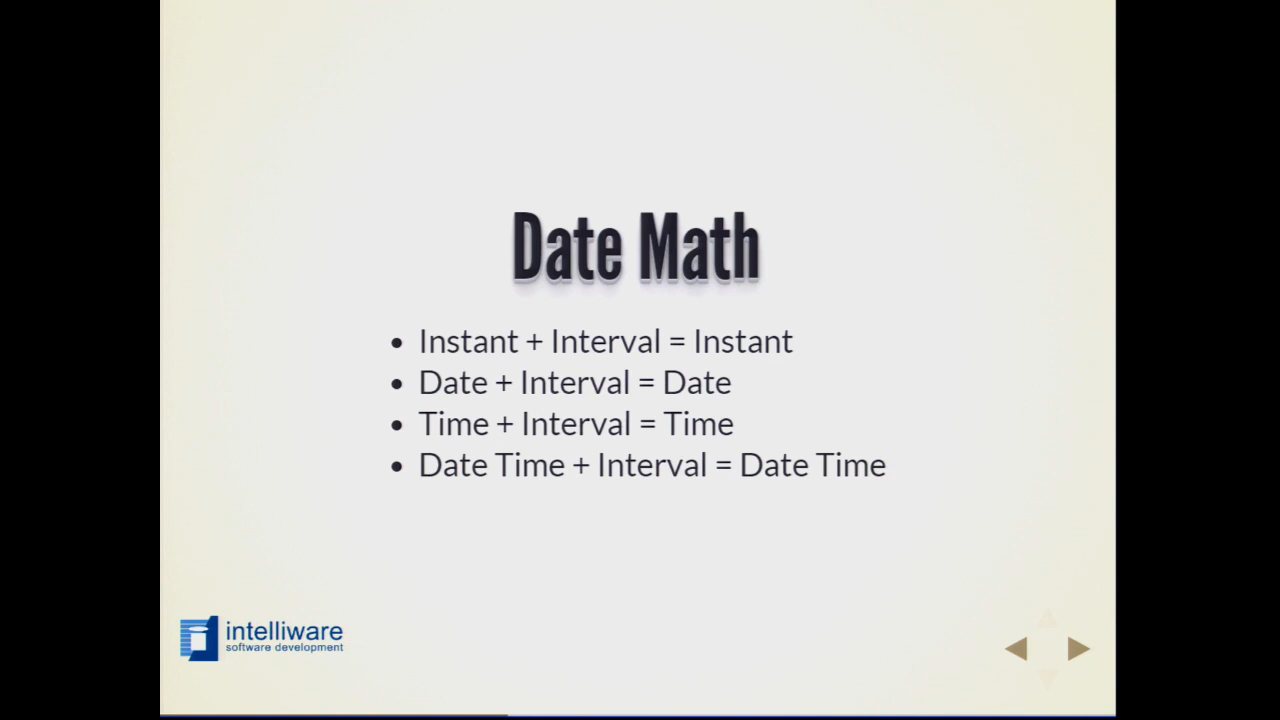 Date Math
• Instant + Interval = Instant
• Date + Interval = Date
• Time + Interval = Time
• Date Time + Interval = Date Time
intelliware
software development